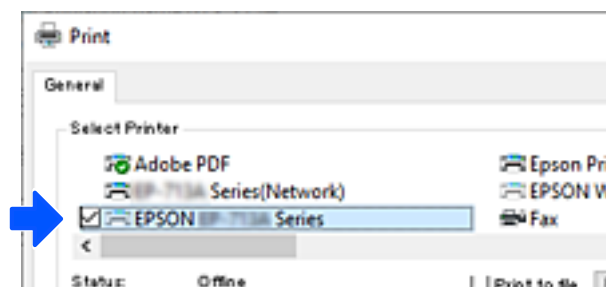 Print
General
Select Printer
Adobe PDF Epson Pri
Series(Network) EPSON W
EPSON Series Fax
Status: Offline Print to file